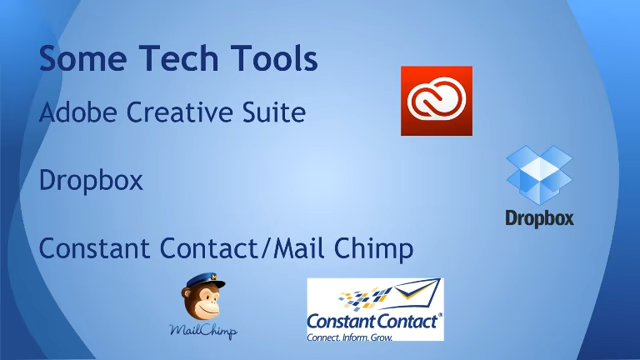 Some Tech Tools
Adobe Creative Suite
Dropbox
Dropbox
Constant Contact/Mail Chimp
MailChimp
Constant Contact®
Connect. Inform. Grow.